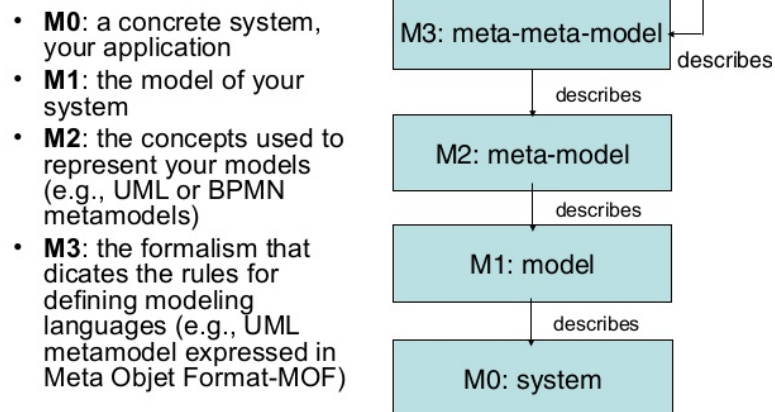 • M0: a concrete system,
your application
• M1: the model of your
system
• M2: the concepts used to
represent your models
(e.g., UML or BPMN
metamodels)
• M3: the formalism that
dicates the rules for
defining modeling
languages (e.g., UML
metamodel expressed in
Meta Objet Format-MOF)
M3: meta-meta-model
describes
describes
M2: meta-model
describes
M1: model
describes
M0: system